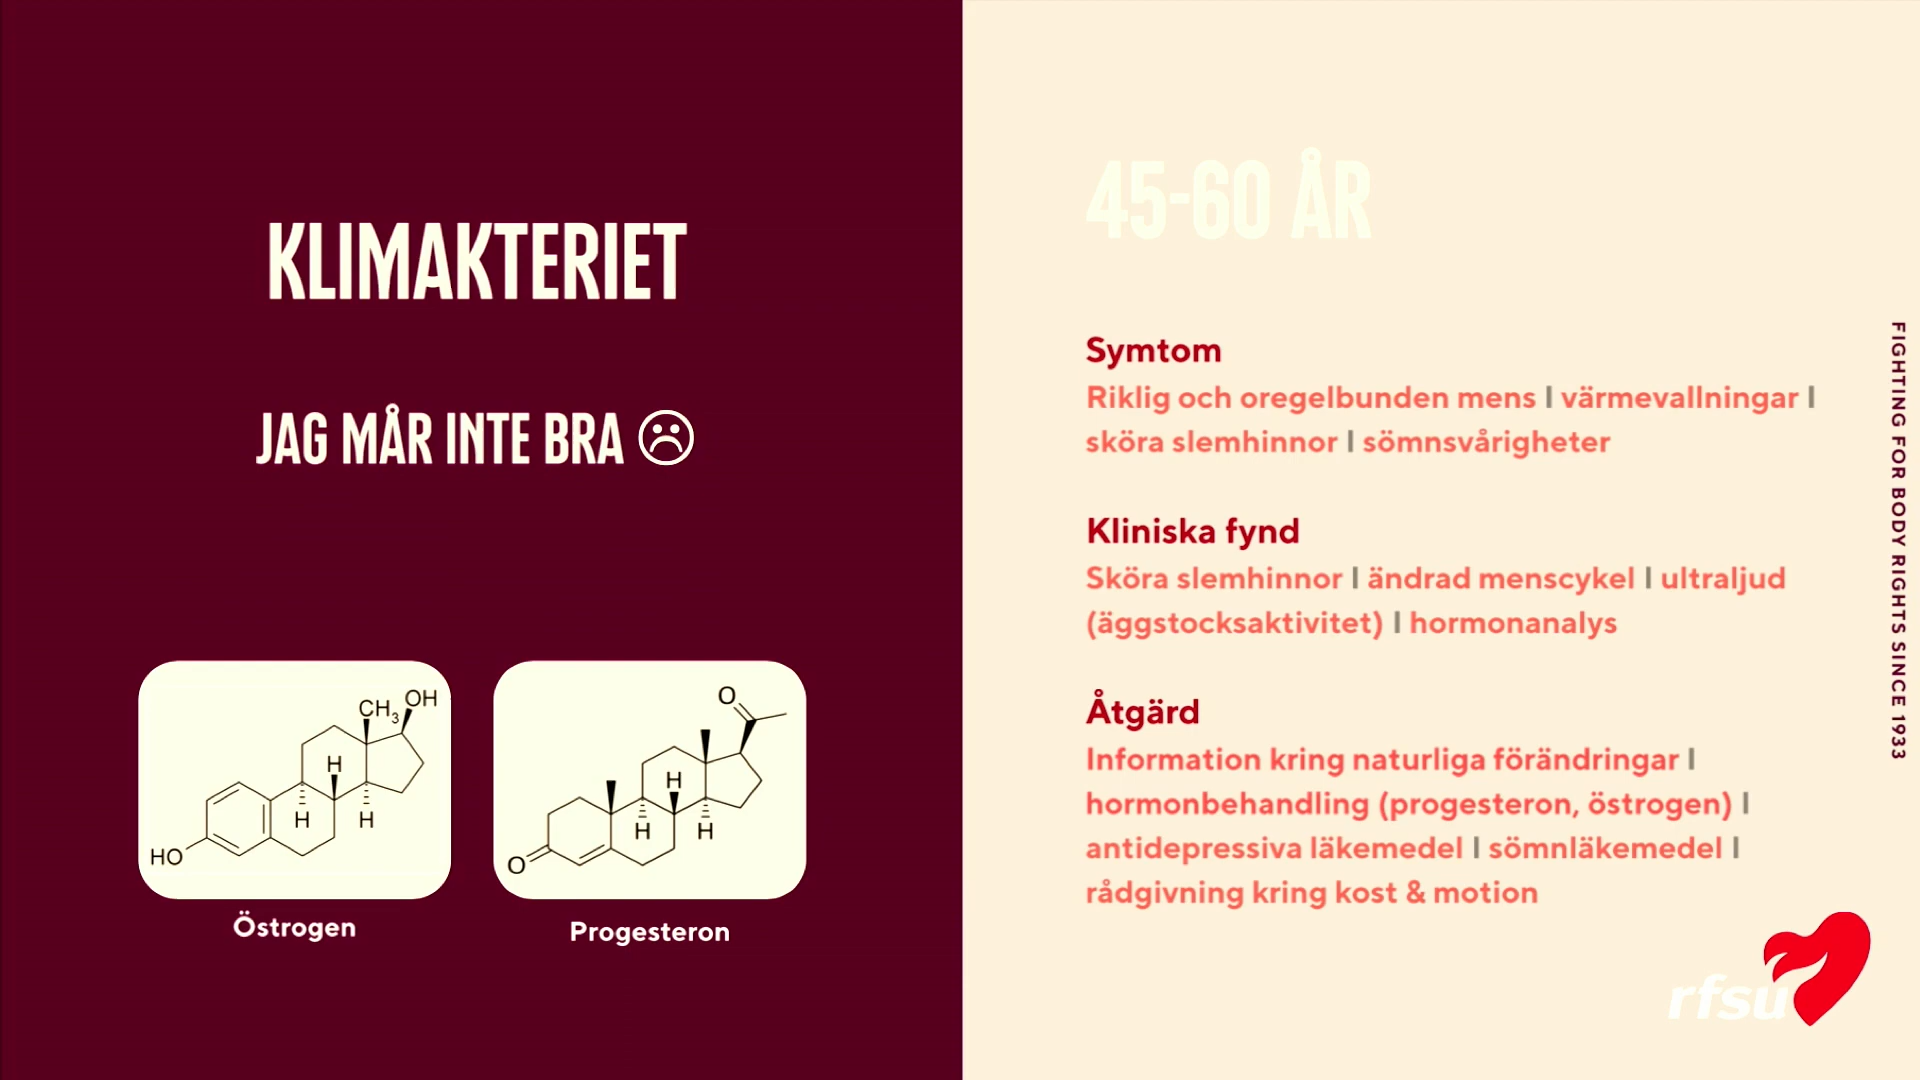 KLIMAKTERIET
JAG MÅR INTE BRA ☹
CH3
OH
H
H
H
HO
Östrogen
O
H
H
H
O
Progesteron
45-60 ÅR
Symtom
Riklig och oregelbunden mens | värmevallningar |
sköra slemhinnor | sömnsvårigheter
Kliniska fynd
Sköra slemhinnor | ändrad menscykel | ultraljud
(äggstocksaktivitet) | hormonanalys
Åtgärd
Information kring naturliga förändringar |
hormonbehandling (progesteron, östrogen) |
antidepressiva läkemedel | sömnläkemedel |
rådgivning kring kost & motion
FIGHTING FOR BODY RIGHTS SINCE 1933
rfsu